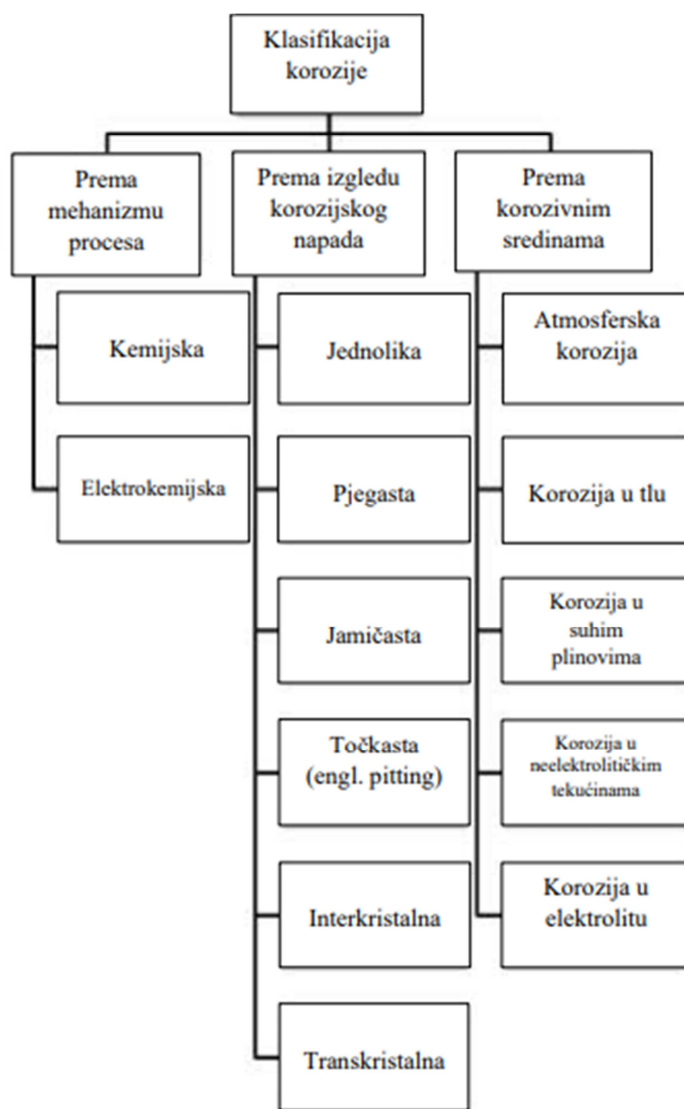 Klasifikacija
korozije
Prema
mehanizmu
procesa
Kemijska
Elektrokemijska
Prema izgledu
korozijskog
napada
Jednolika
Pjegasta
Jamičasta
Točkasta
(engl. pitting)
Interkristalna
Transkristalna
Prema
korozivnim
sredinama
Atmosferska
korozija
Korozija u tlu
Korozija u
suhim
plinovima
Korozija u
neelektrolitičkim
tekućinama
Korozija u
elektrolitu